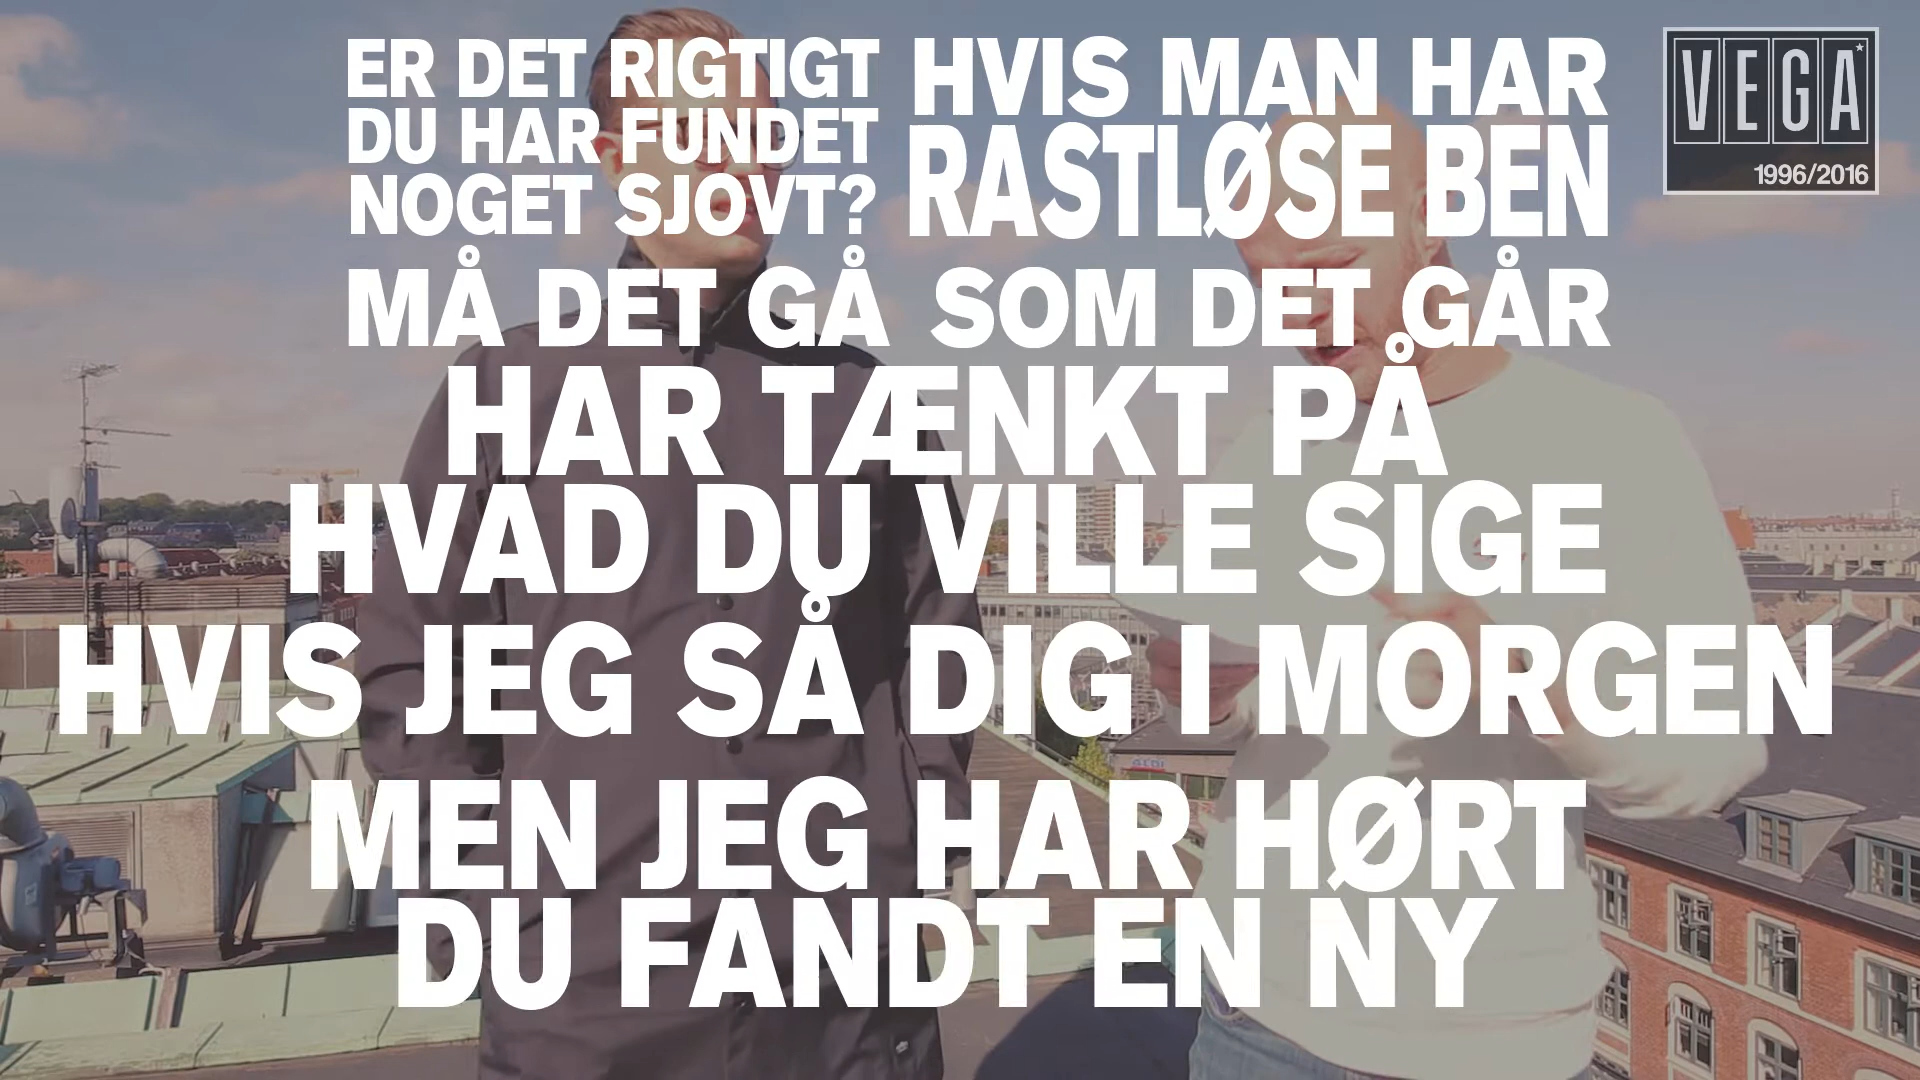 ER DET RIGTIGT
DU HAR FUNDET
NOGET SJOVT?
HVIS MAN HAR
RASTLØSE BEN
MÅ DET GÅ SOM DET GÅR
HAR TÆNKT PÅ
HVAD DU VILLE SIGE
HVIS JEG SÅ DIG I MORGEN
MEN JEG HAR HØRT
DU FANDT EN NY
VEGA
1996/2016
ALDI